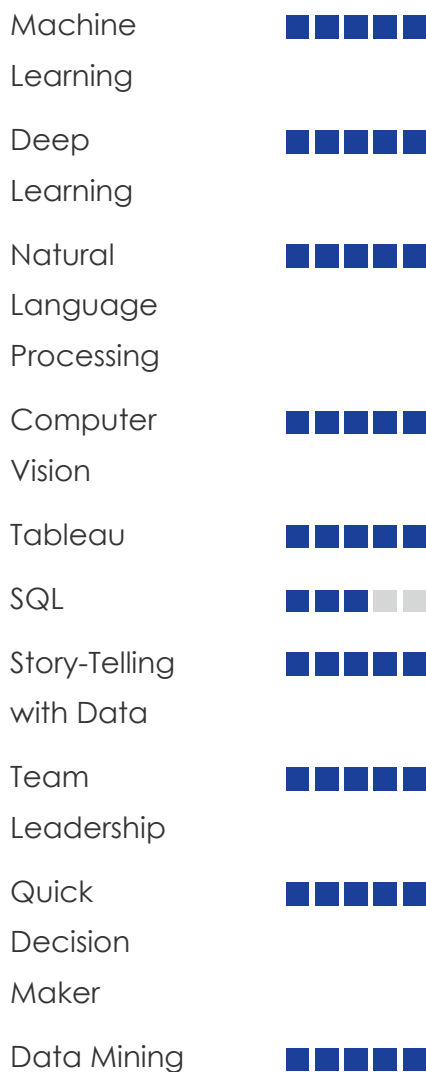 Machine
Learning
Deep
Learning
Natural
Language
Processing
Computer
Vision
Tableau
SQL
Story-Telling
with Data
Team
Leadership
Quick
Decision
Maker
Data Mining